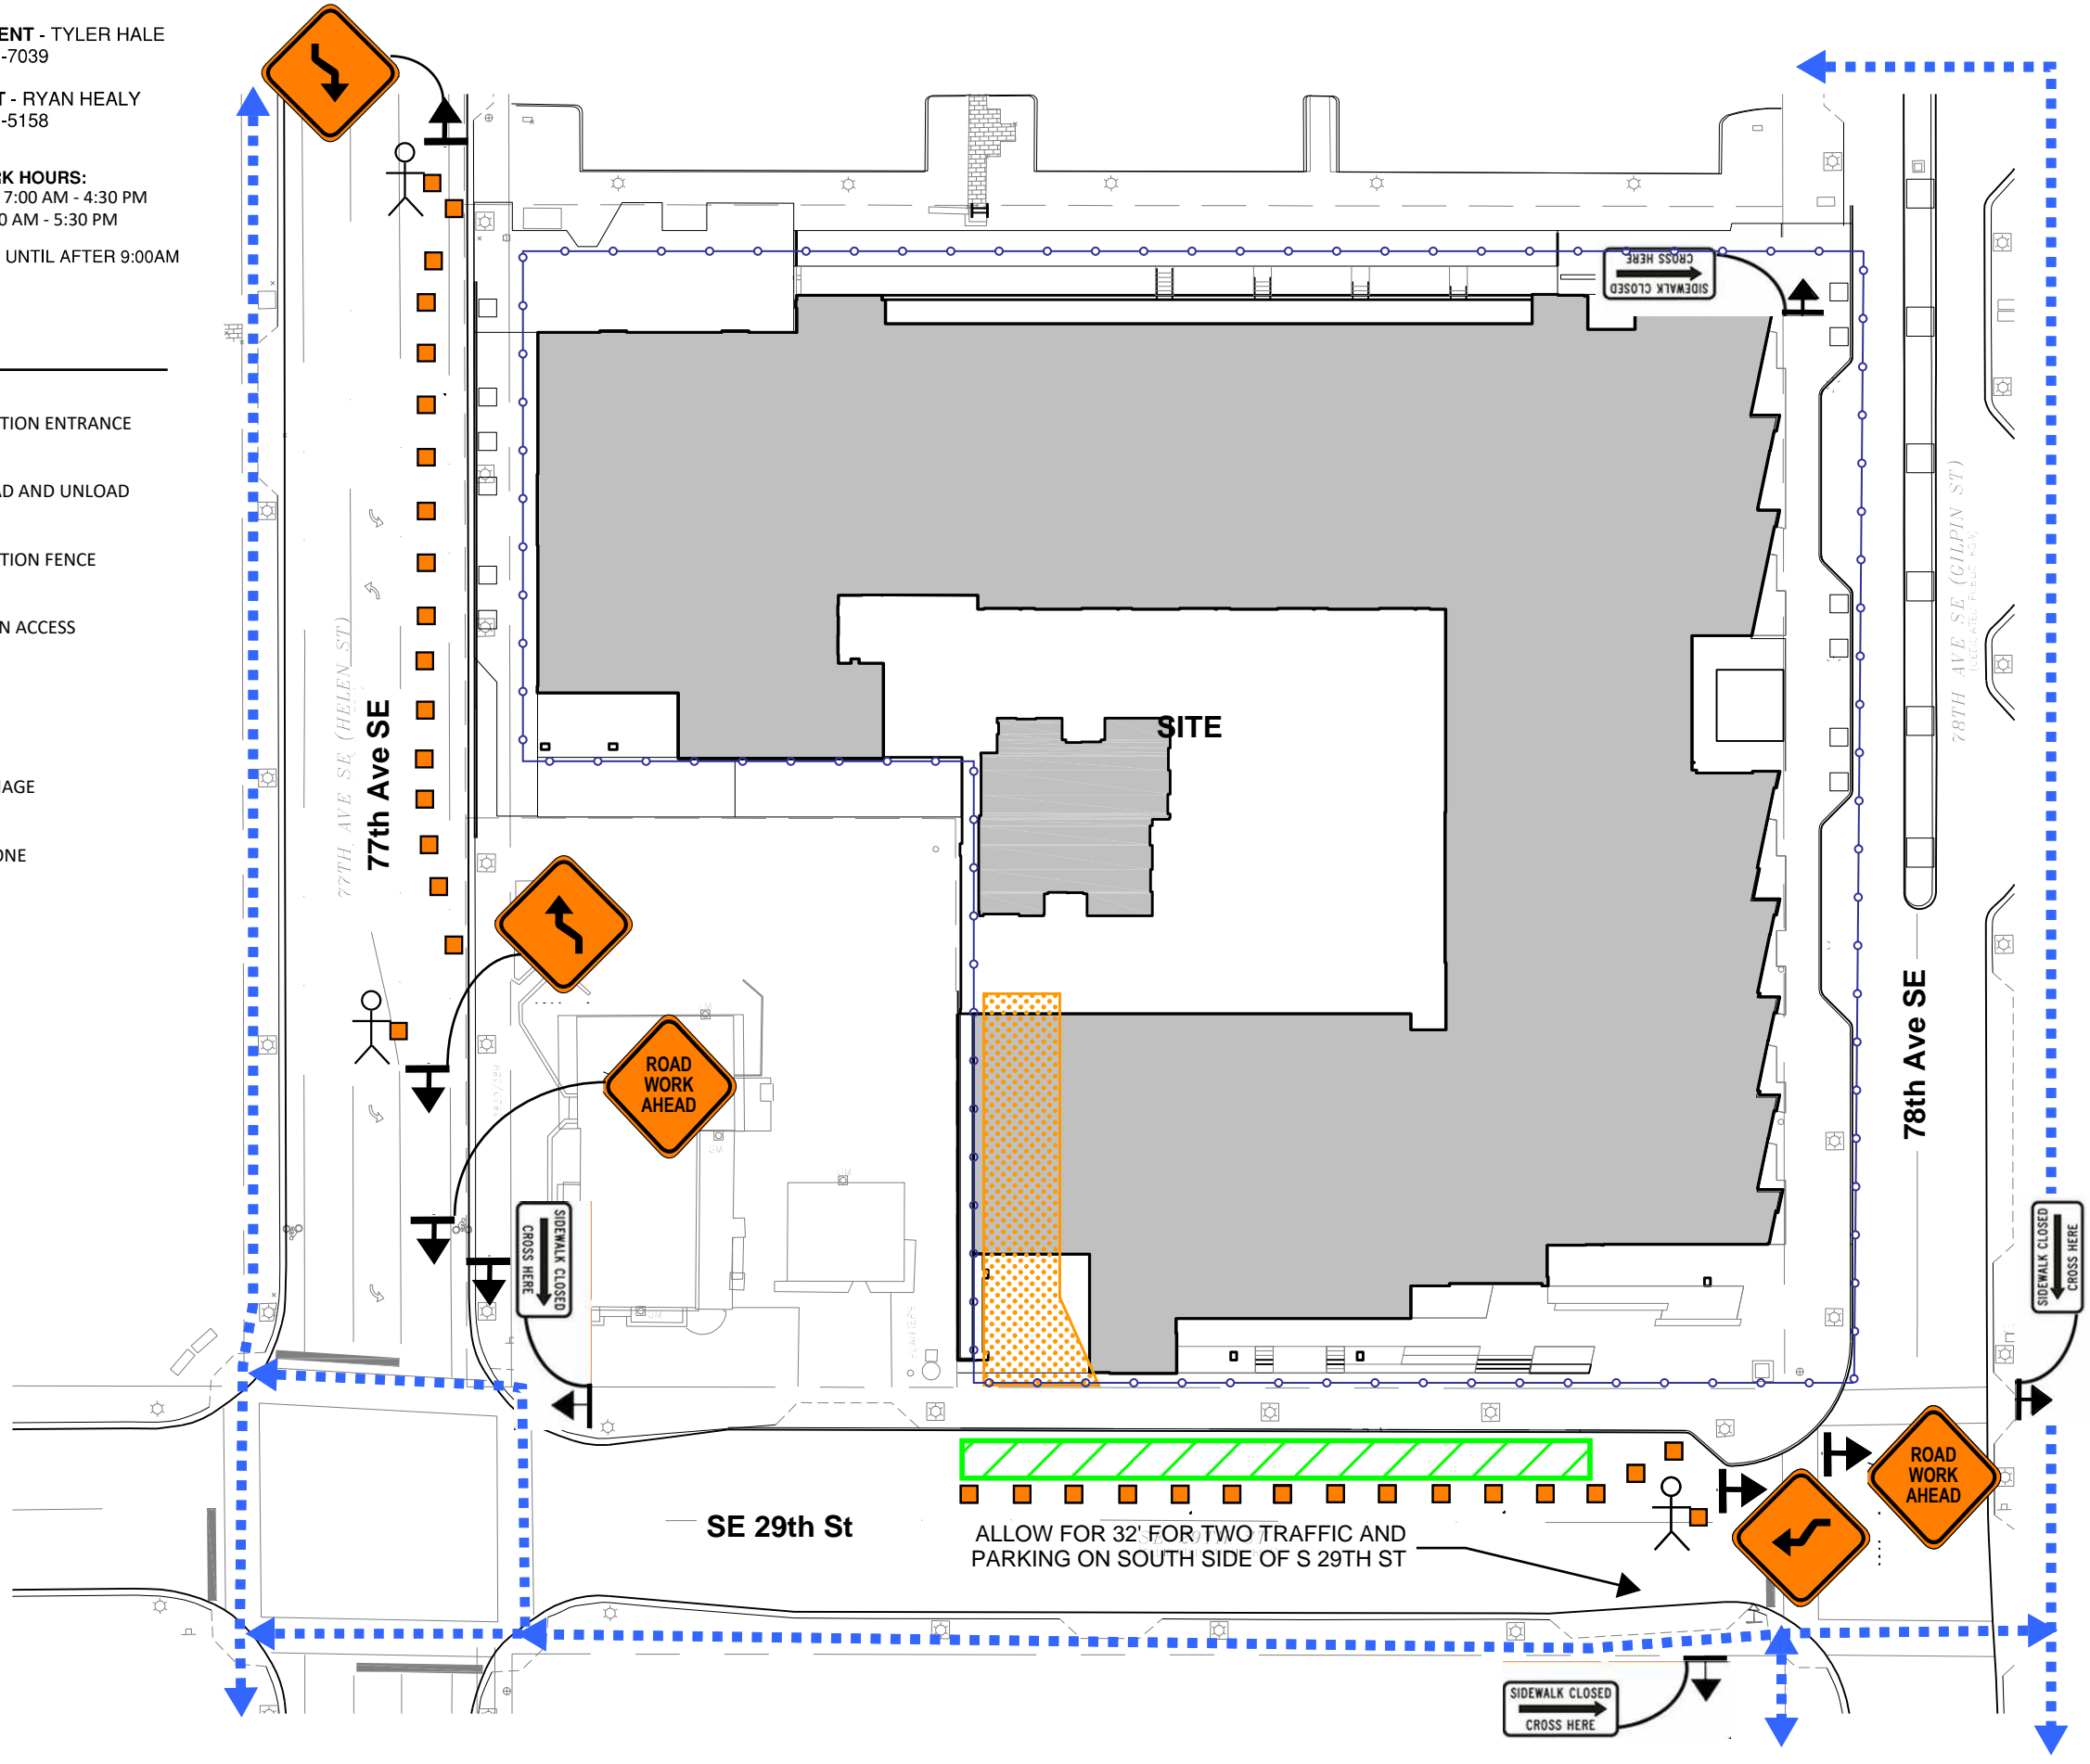 ENT - TYLER HALE
-7039
T - RYAN HEALY
-5158
RK HOURS:
7:00 AM - 4:30 PM
0 AM - 5:30 PM
UNTIL AFTER 9:00AM
TION ENTRANCE
AD AND UNLOAD
TION FENCE
N ACCESS
IAGE
ONE
SIDEWALK CLOSED
CROSS HERE
77TH AVE SE (HELEN ST)
77th Ave SE
SITE
78TH AVE SE (GILPIN ST)
78th Ave SE
ROAD
WORK
AHEAD
SIDEWALK CLOSED
CROSS HERE
PLANTERS
SIDEWALK CLOSED
CROSS HERE
ROAD
WORK
AHEAD
SE 29th St
ALLOW FOR 32' FOR TWO TRAFFIC AND
PARKING ON SOUTH SIDE OF S 29TH ST
SIDEWALK CLOSED
CROSS HERE